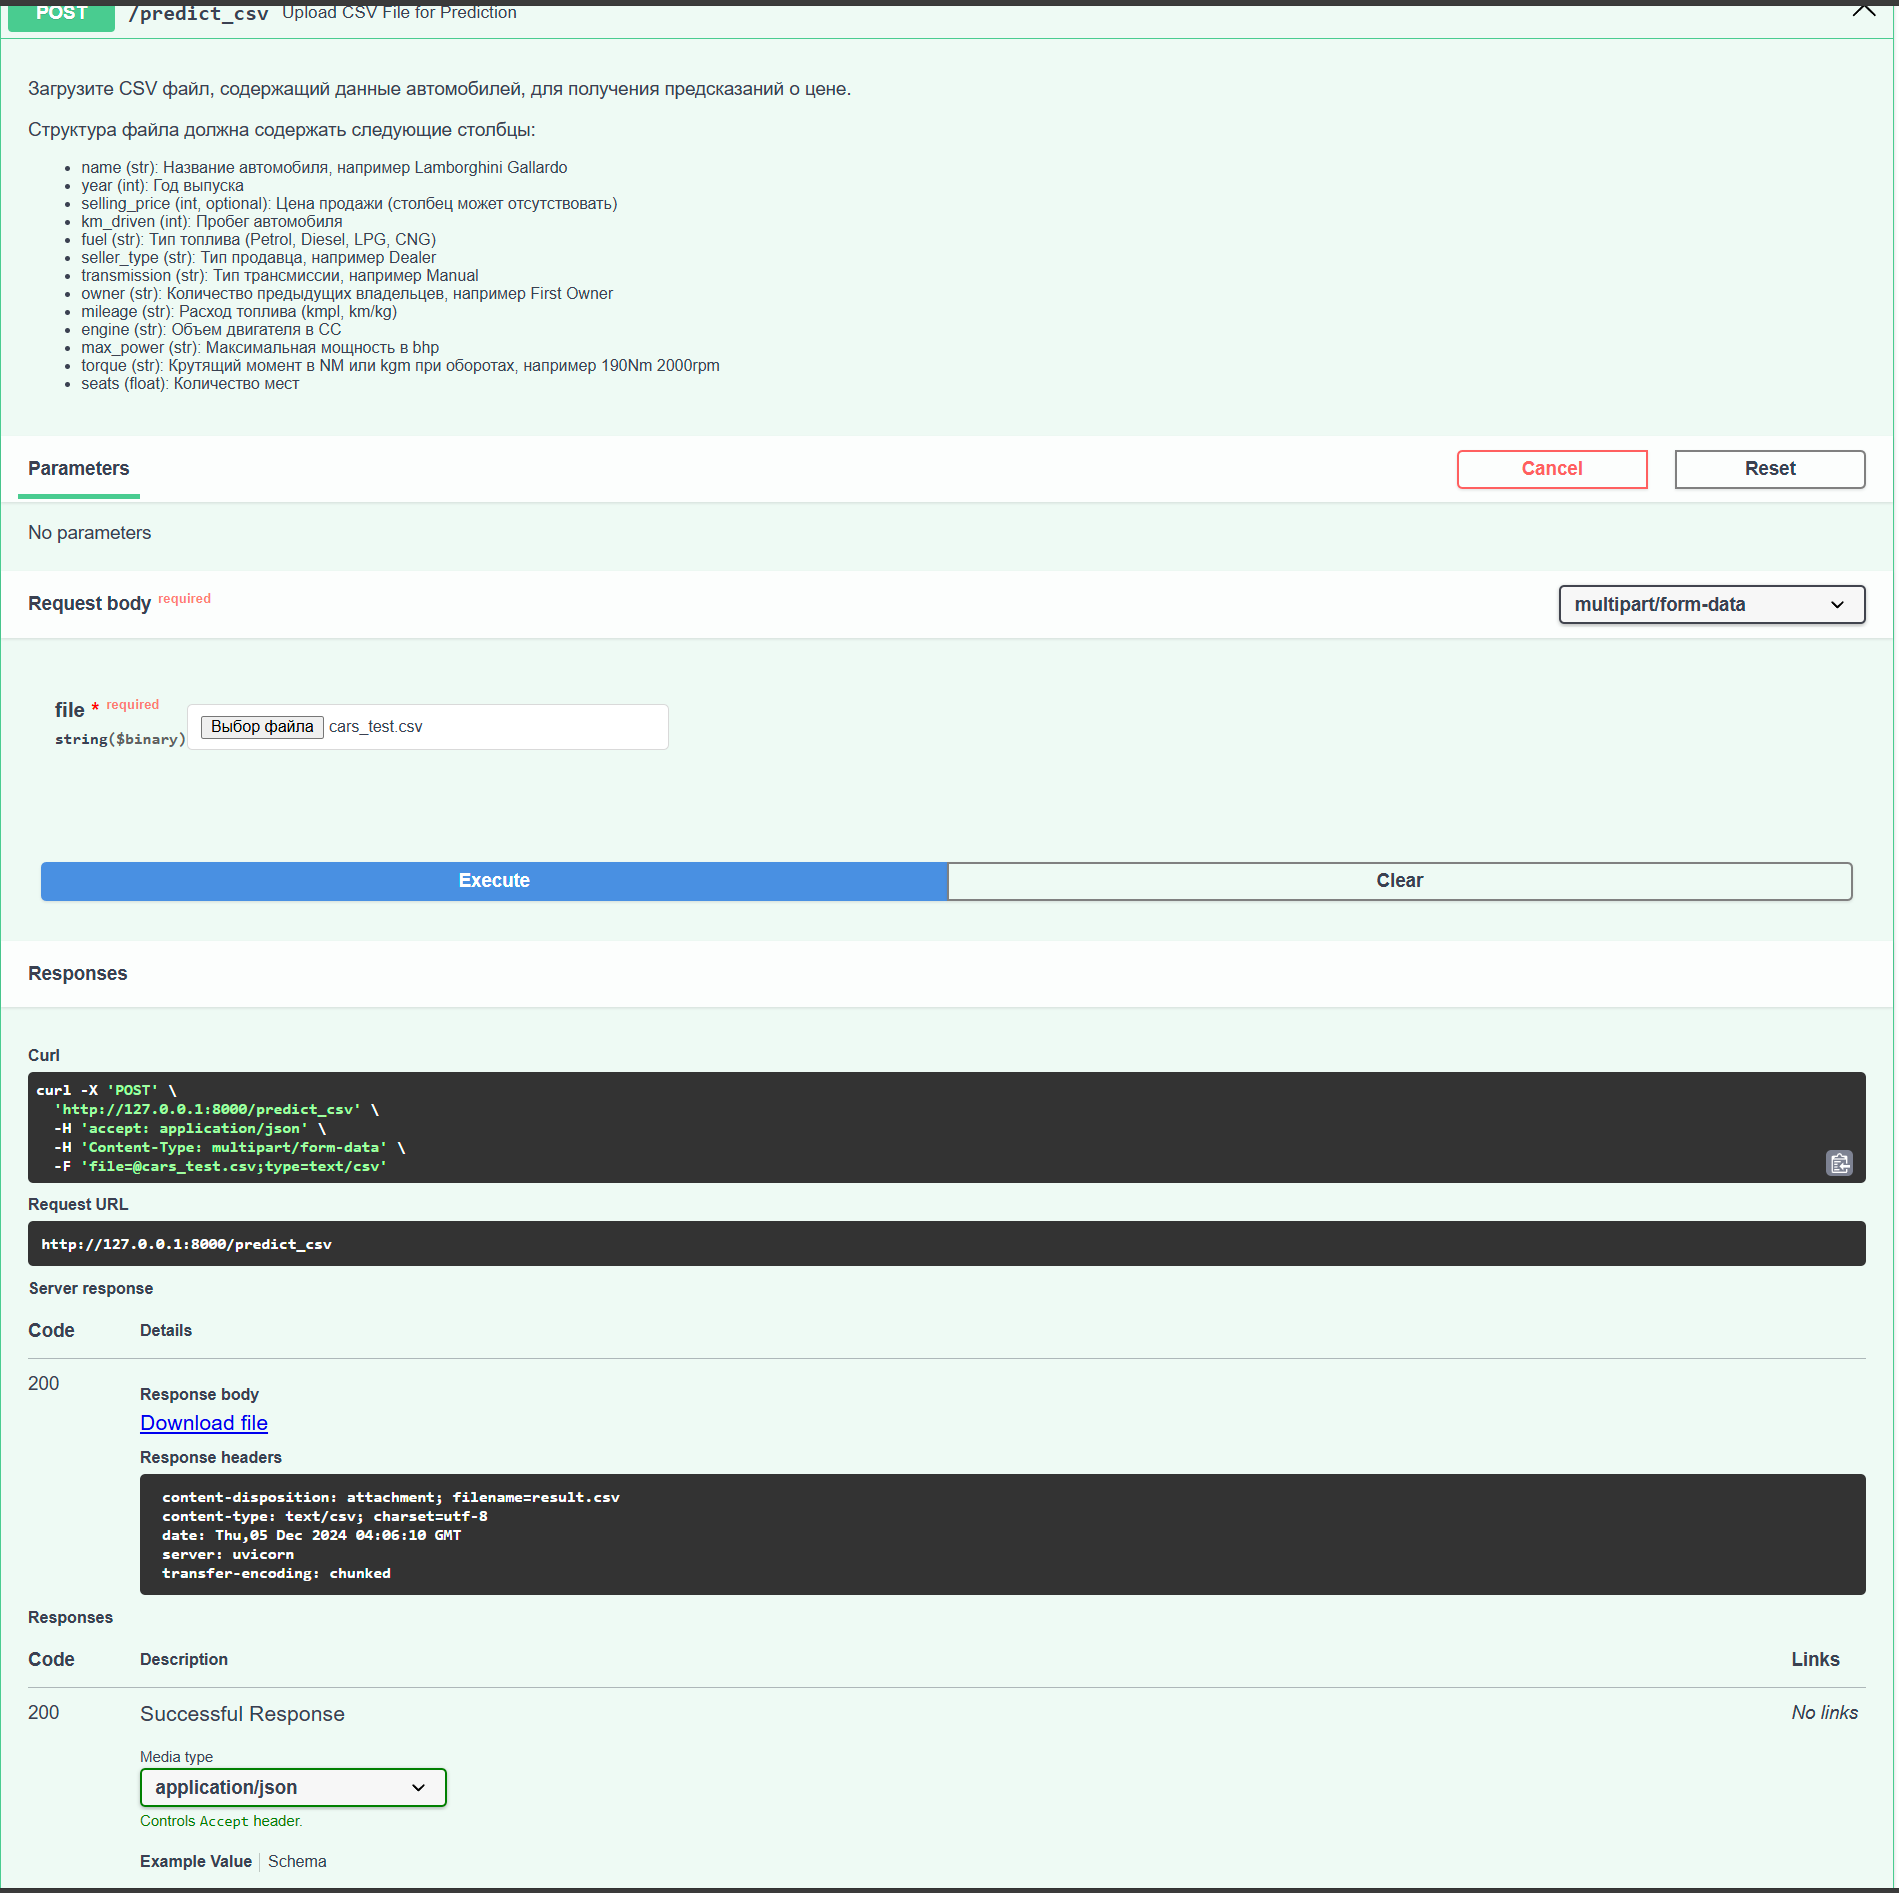 POST /predict_csv Upload CSV File for Prediction
Загрузите CSV файл, содержащий данные автомобилей, для получения предсказаний о цене.
Структура файла должна содержать следующие столбцы:
• name (str): Название автомобиля, например Lamborghini Gallardo
• year (int): Год выпуска
• selling_price (int, optional): Цена продажи (столбец может отсутствовать)
• km_driven (int): Пробег автомобиля
• fuel (str): Тип топлива (Petrol, Diesel, LPG, CNG)
• seller_type (str): Тип продавца, например Dealer
• transmission (str): Тип трансмиссии, например Manual
• owner (str): Количество предыдущих владельцев, например First Owner
• mileage (str): Расход топлива (kmpl, km/kg)
• engine (str): Объем двигателя в CC
• max_power (str): Максимальная мощность в bhp
• torque (str): Крутящий момент в NM или kgm при оборотах, например 190Nm 2000rpm
• seats (float): Количество мест
Parameters Cancel Reset
No parameters
Request body required multipart/form-data
file * required
string($binary) Выбор файла cars_test.csv
Execute Clear
Responses
Curl
curl -X 'POST' \
'http://127.0.0.1:8000/predict_csv' \
-H 'accept: application/json' \
-H 'Content-Type: multipart/form-data' \
-F 'file=@cars_test.csv;type=text/csv'
Request URL
http://127.0.0.1:8000/predict_csv
Server response
Code Details
200
Response body
Download file
Response headers
content-disposition: attachment; filename=result.csv
content-type: text/csv; charset=utf-8
date: Thu,05 Dec 2024 04:06:10 GMT
server: uvicorn
transfer-encoding: chunked
Responses
Code Description Links
200 Successful Response No links
Media type
application/json
Controls Accept header.
Example Value Schema